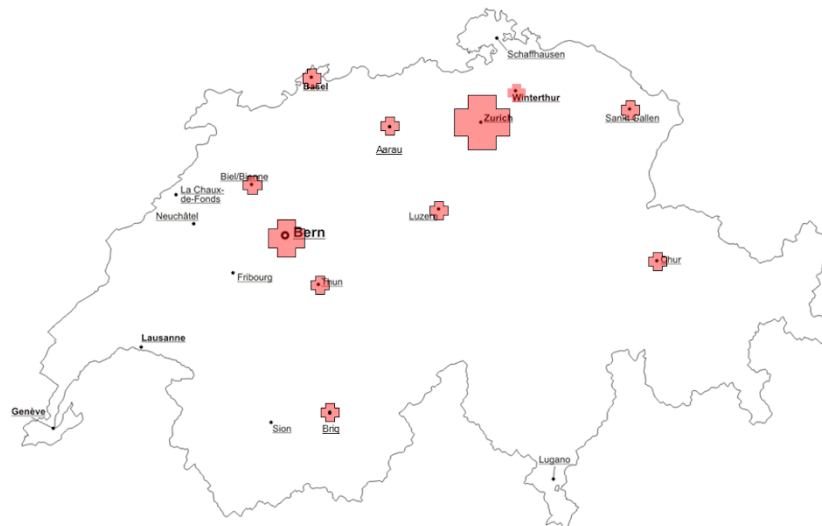 Schaffhausen
Basel
Winterthur
Zurich
Sankt Gallen
Aarau
Biel/Bienne
La Chaux-
de-Fonds
Neuchâtel
Luzern
Bern
Chur
Fribourg
Thun
Lausanne
Genève
Sion
Brig
Lugano